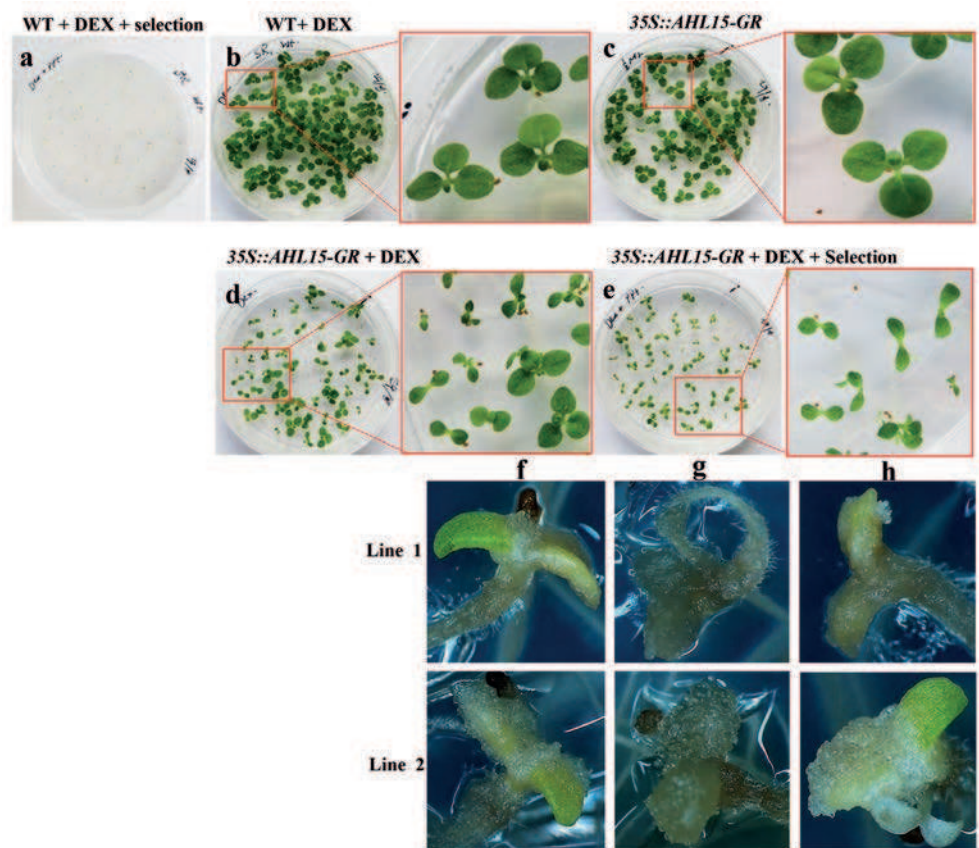 WT + DEX + selection
WT+ DEX
35S::AHL15-GR
a
b
c
35S::AHL15-GR + DEX
35S::AHL15-GR + DEX + Selection
d
e
f
g
h
Line 1
Line 2